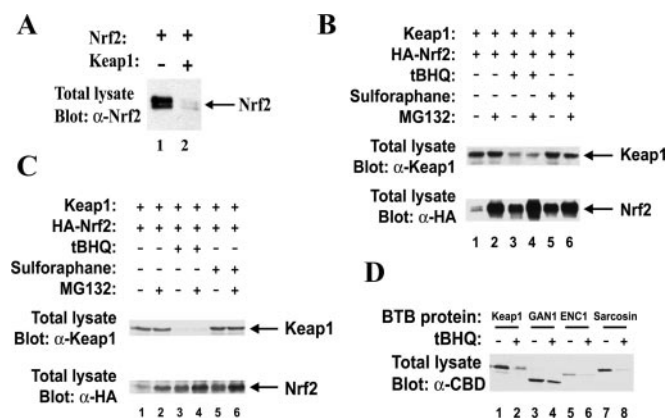 A
Nrf2: + +
Keap1: - +
Total lysate
Blot: α-Nrf2
Nrf2
1 2
B
Keap1: + + + + + +
HA-Nrf2: + + + + + +
tBHQ: - - + + - -
Sulforaphane: - - - - + +
MG132: - + - + - +
Total lysate
Blot: α-Keap1
Keap1
Total lysate
Blot: α-HA
Nrf2
1 2 3 4 5 6
C
Keap1: + + + + + +
HA-Nrf2: + + + + + +
tBHQ: - - + + - -
Sulforaphane: - - - - + +
MG132: - + - + - +
Total lysate
Blot: α-Keap1
Keap1
Total lysate
Blot: α-HA
Nrf2
1 2 3 4 5 6
D
BTB protein: Keap1 GAN1 ENC1 Sarcosin
tBHQ: - + - + - + - +
Total lysate
Blot: α-CBD
1 2 3 4 5 6 7 8